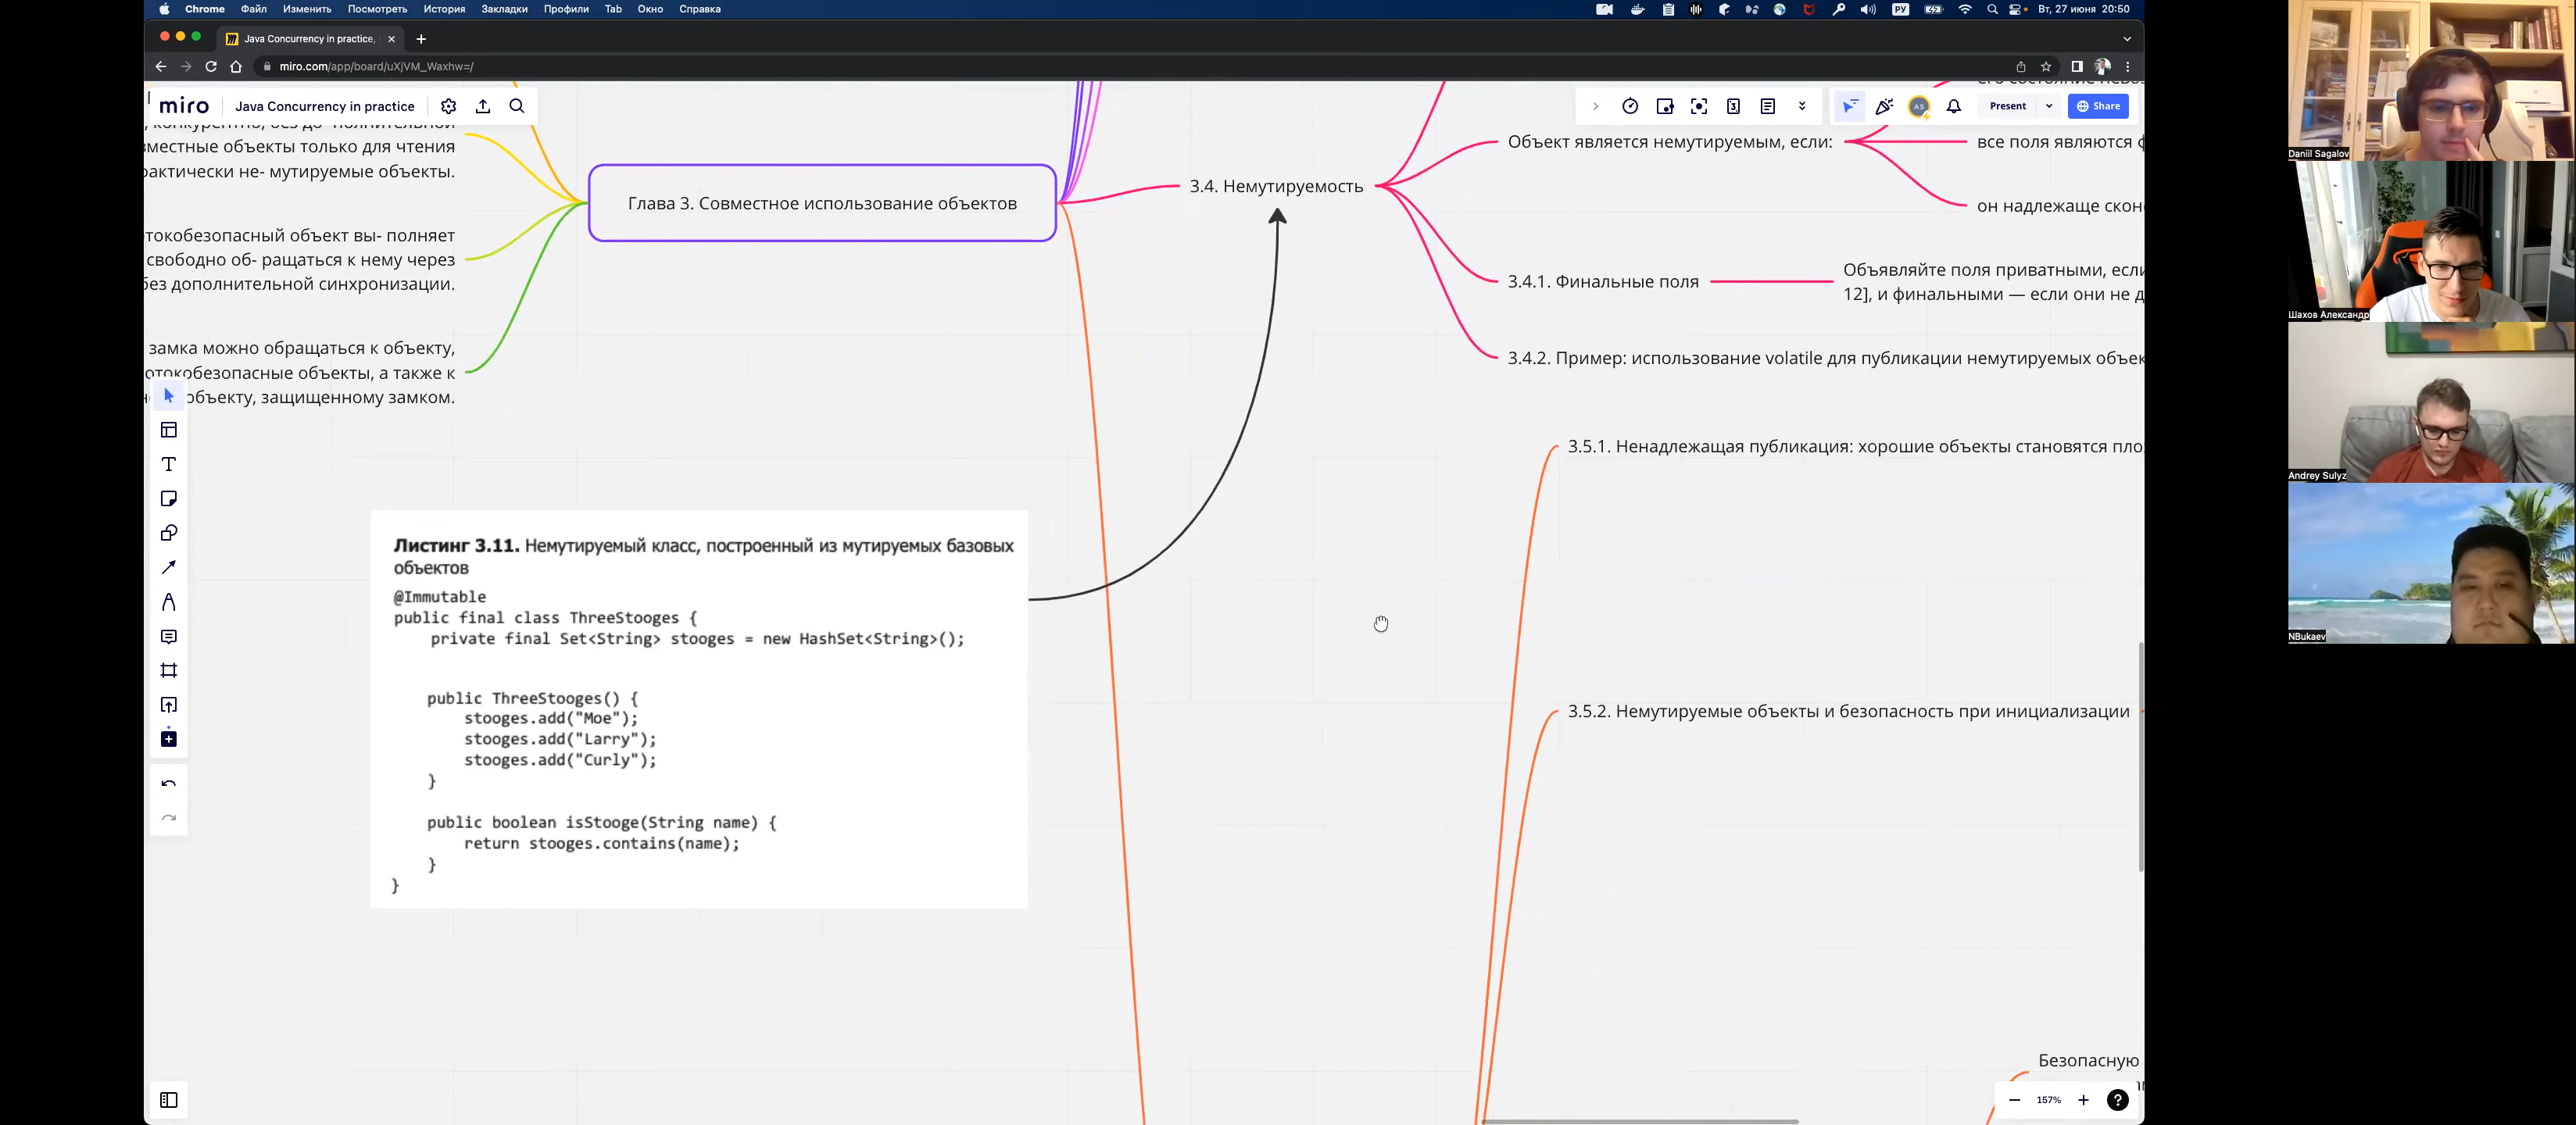 Chrome Файл Изменить Посмотреть История Закладки Профили Tab Окно Справка
РУ
Вт, 27 июня 20:50
Java Concurrency in practice,
miro.com/app/board/uXjVM_Waxhw=/
miro Java Concurrency in practice
AS
Present
Share
вместные объекты только для чтения
рактически не- мутируемые объекты.
токобезопасный объект вы- полняет
свободно об- ращаться к нему через
без дополнительной синхронизации.
замка можно обращаться к объекту,
отокобезопасные объекты, а также к
объекту, защищенному замком.
Глава 3. Совместное использование объектов
3.4. Немутируемость
Объект является немутируемым, если:
все поля являются ф
он надлежаще скон
3.4.1. Финальные поля
Объявляйте поля приватными, если
12], и финальными — если они не д
3.4.2. Пример: использование volatile для публикации немутируемых объек
3.5.1. Ненадлежащая публикация: хорошие объекты становятся пло
3.5.2. Немутируемые объекты и безопасность при инициализации
Безопасную
Листинг 3.11. Немутируемый класс, построенный из мутируемых базовых
объектов
@Immutable
public final class ThreeStooges {
private final Set<String> stooges = new HashSet<String>();
public ThreeStooges() {
stooges.add("Moe");
stooges.add("Larry");
stooges.add("Curly");
}
public boolean isStooge(String name) {
return stooges.contains(name);
}
}
157%
Daniil Sagalov
Шахов Александр
Andrey Sulyz
NBukaev